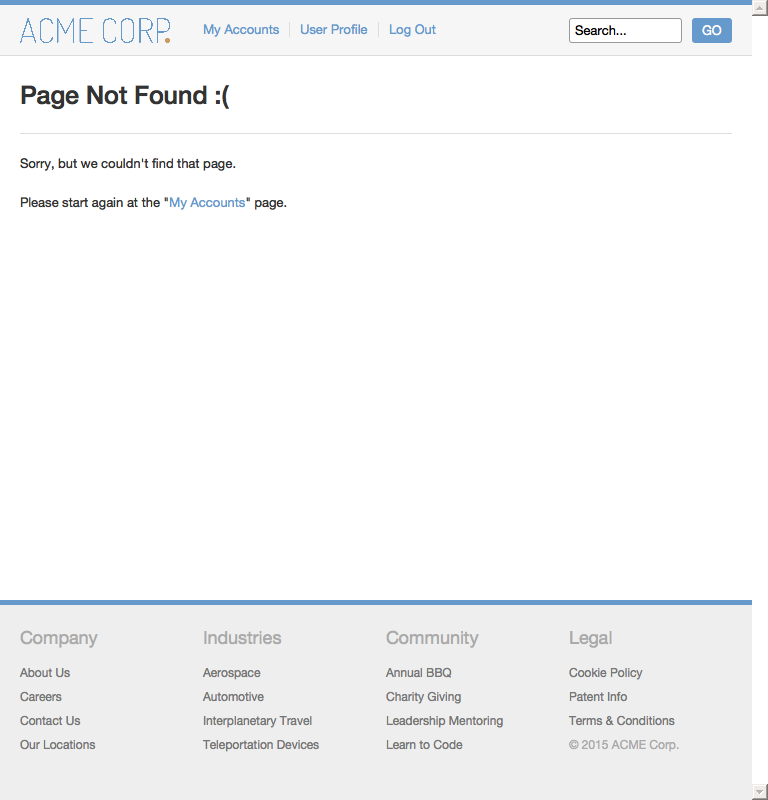 ACME CORP.
My Accounts
User Profile
Log Out
Search...
GO
Page Not Found :(
Sorry, but we couldn't find that page.
Please start again at the "My Accounts" page.
Company
About Us
Careers
Contact Us
Our Locations
Industries
Aerospace
Automotive
Interplanetary Travel
Teleportation Devices
Community
Annual BBQ
Charity Giving
Leadership Mentoring
Learn to Code
Legal
Cookie Policy
Patent Info
Terms & Conditions
© 2015 ACME Corp.